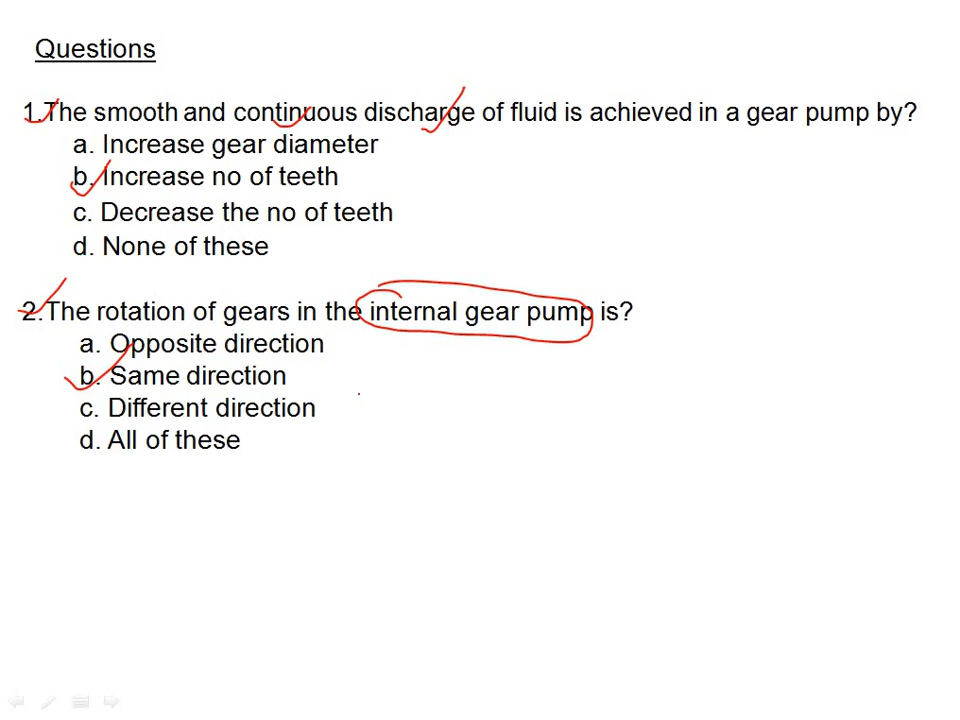 Questions
1.The smooth and continuous discharge of fluid is achieved in a gear pump by?
a. Increase gear diameter
b. Increase no of teeth
c. Decrease the no of teeth
d. None of these
2.The rotation of gears in the internal gear pump is?
a. Opposite direction
b. Same direction
c. Different direction
d. All of these